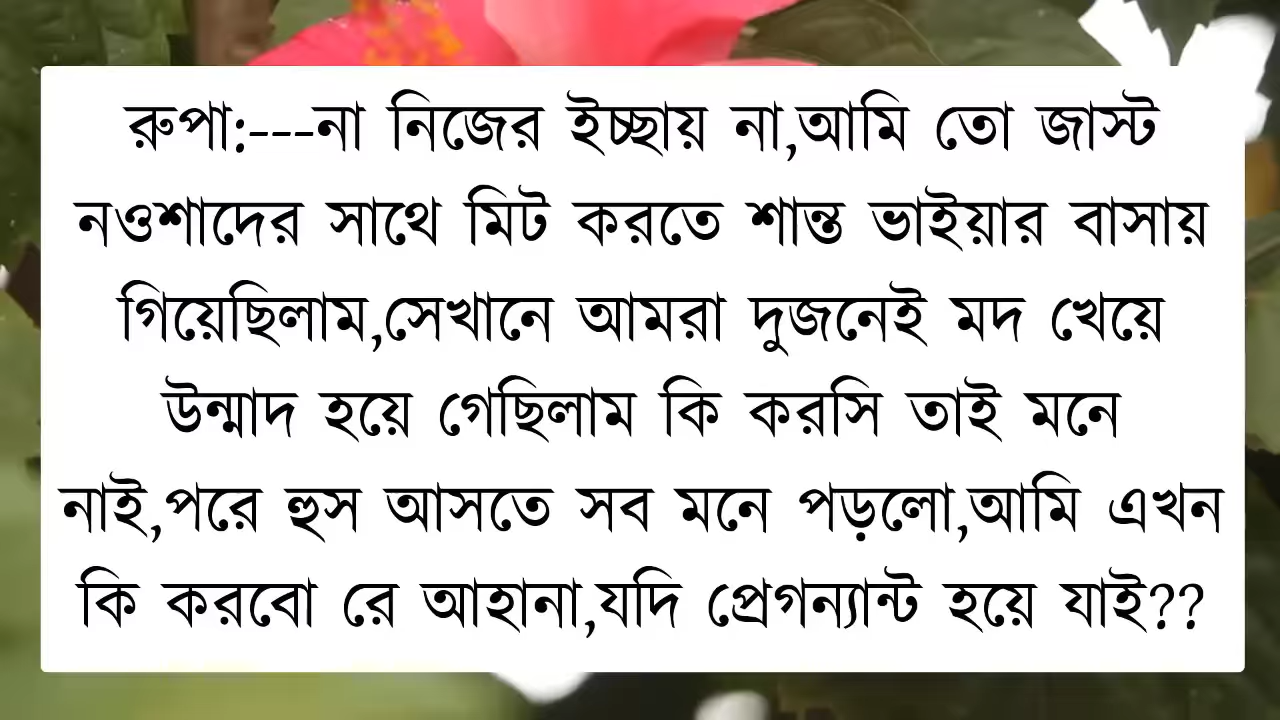 রুপা:---না নিজের ইচ্ছায় না,আমি তো জাস্ট
নওশাদের সাথে মিট করতে শান্ত ভাইয়ার বাসায়
গিয়েছিলাম,সেখানে আমরা দুজনেই মদ খেয়ে
উন্মাদ হয়ে গেছিলাম কি করসি তাই মনে
নাই,পরে হুস আসতে সব মনে পড়লো,আমি এখন
কি করবো রে আহানা,যদি প্রেগন্যান্ট হয়ে যাই??